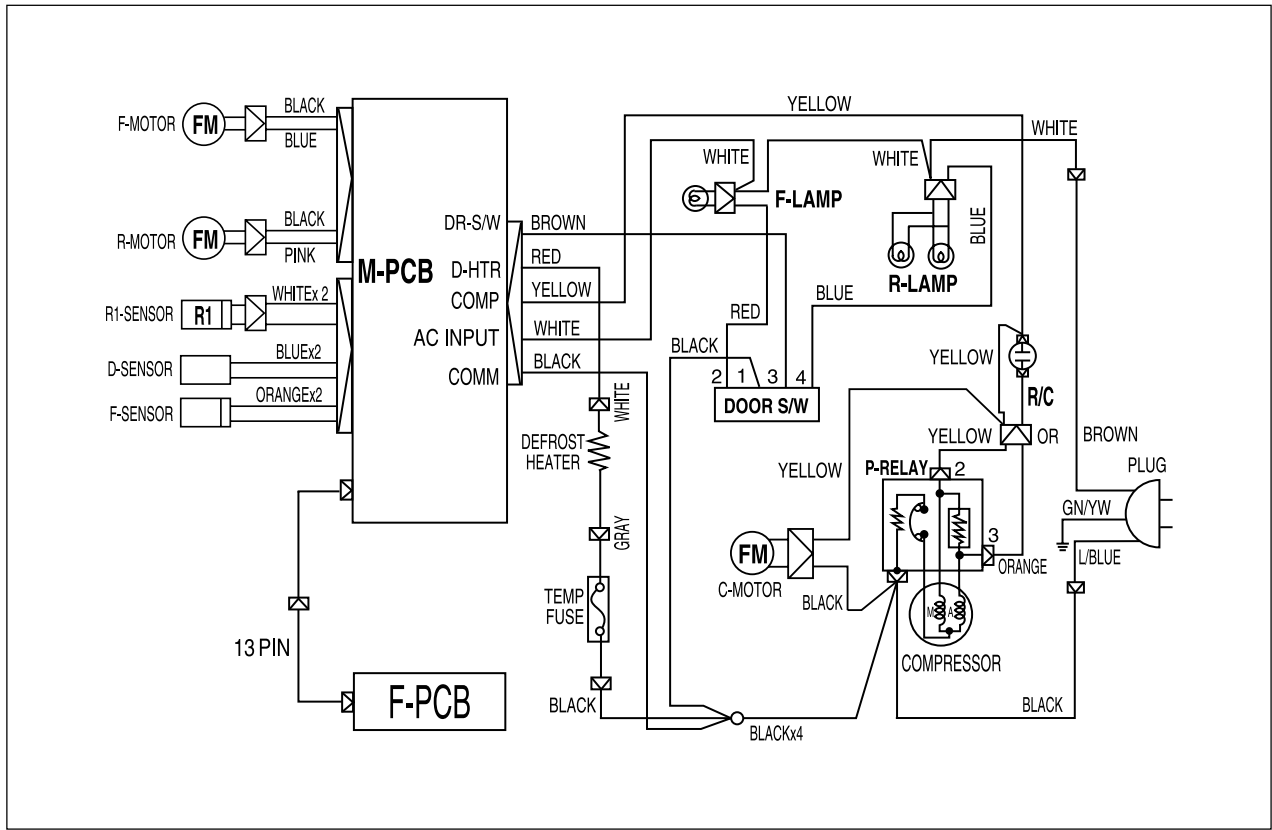 YELLOW
BLACK
F-MOTOR
FM
BLUE
WHITE
WHITE
WHITE
F-LAMP
BLACK
R-MOTOR
FM
PINK
DR-S/W
BROWN
BLUE
M-PCB
D-HTR
RED
R-LAMP
WHITEx 2
COMP
YELLOW
BLUE
R1-SENSOR
R1
RED
AC INPUT
WHITE
BLACK
BLUEx2
D-SENSOR
COMM
BLACK
YELLOW
2 1 3 4
R/C
ORANGEx2
F-SENSOR
WHITE
DOOR S/W
DEFROST
HEATER
YELLOW
OR
BROWN
YELLOW
P-RELAY
2
PLUG
GN/YW
GRAY
3
FM
L/BLUE
ORANGE
C-MOTOR
BLACK
TEMP
FUSE
M
A
13 PIN
COMPRESSOR
F-PCB
BLACK
BLACK
BLACKx4